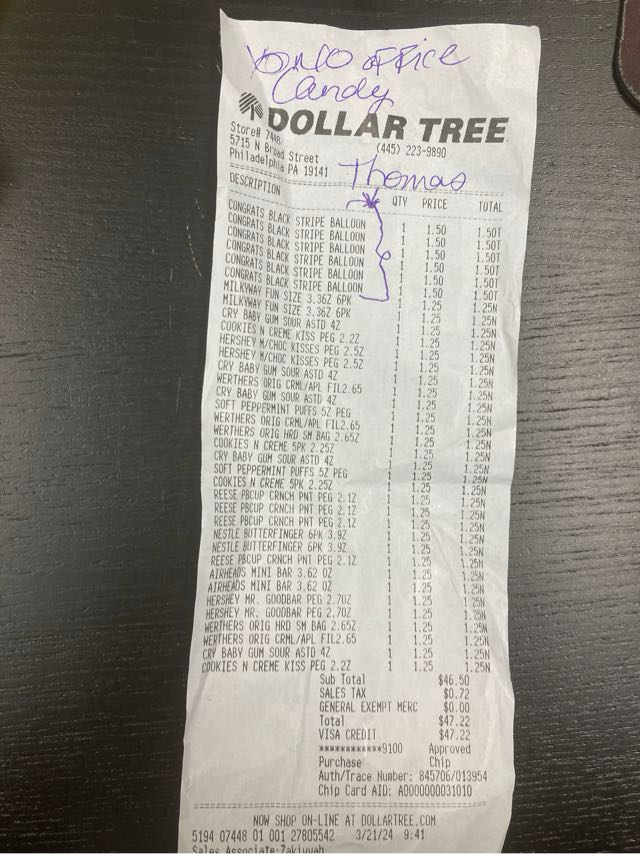 OFFice
Candy
DOLLAR TREE
Store# 7448 (445) 223-9890
5715 N Broad Street
Philadelphia PA 19141
Thomas
DESCRIPTION QTY PRICE TOTAL
CONGRATS BLACK STRIPE BALLOON 1 1.50 1.50T
CONGRATS BLACK STRIPE BALLOON 1 1.50 1.50T
CONGRATS BLACK STRIPE BALLOON 1 1.50 1.50T
CONGRATS BLACK STRIPE BALLOON 1 1.50 1.50T
CONGRATS BLACK STRIPE BALLOON 1 1.50 1.50T
CONGRATS BLACK STRIPE BALLOON 1 1.50 1.50T
MILKYWAY FUN SIZE 3.36Z 6PK 1 1.25 1.25N
MILKYWAY FUN SIZE 3.36Z 6PK 1 1.25 1.25N
CRY BABY GUM SOUR ASTD 4Z 1 1.25 1.25N
COOKIES N CREME KISS PEG 2.2Z 1 1.25 1.25N
HERSHEY M/CHOC KISSES PEG 2.5Z 1 1.25 1.25N
HERSHEY M/CHOC KISSES PEG 2.5Z 1 1.25 1.25N
CRY BABY GUM SOUR ASTD 4Z 1 1.25 1.25N
WERTHERS ORIG CRML/APL FIL2.65 1 1.25 1.25N
CRY BABY GUM SOUR ASTD 4Z 1 1.25 1.25N
SOFT PEPPERMINT PUFFS 5Z PEG 1 1.25 1.25N
WERTHERS ORIG CRML/APL FIL2.65 1 1.25 1.25N
WERTHERS ORIG HRD SM BAG 2.65Z 1 1.25 1.25N
COOKIES N CREME 5PK 2.25Z 1 1.25 1.25N
CRY BABY GUM SOUR ASTD 4Z 1 1.25 1.25N
SOFT PEPPERMINT PUFFS 5Z PEG 1 1.25 1.25N
COOKIES N CREME 5PK 2.25Z 1 1.25 1.25N
REESE PBCUP CRNCH PNT PEG 2.1Z 1 1.25 1.25N
REESE PBCUP CRNCH PNT PEG 2.1Z 1 1.25 1.25N
REESE PBCUP CRNCH PNT PEG 2.1Z 1 1.25 1.25N
NESTLE BUTTERFINGER 6PK 3.9Z 1 1.25 1.25N
NESTLE BUTTERFINGER 6PK 3.9Z 1 1.25 1.25N
REESE PBCUP CRNCH PNT PEG 2.1Z 1 1.25 1.25N
AIRHEADS MINI BAR 3.62 OZ 1 1.25 1.25N
AIRHEADS MINI BAR 3.62 OZ 1 1.25 1.25N
HERSHEY MR. GOODBAR PEG 2.70Z 1 1.25 1.25N
HERSHEY MR. GOODBAR PEG 2.70Z 1 1.25 1.25N
WERTHERS ORIG HRD SM BAG 2.65Z 1 1.25 1.25N
WERTHERS ORIG CRML/APL FIL2.65 1 1.25 1.25N
CRY BABY GUM SOUR ASTD 4Z 1 1.25 1.25N
COOKIES N CREME KISS PEG 2.2Z 1 1.25 1.25N
Sub Total $46.50
SALES TAX $0.72
GENERAL EXEMPT MERC $0.00
Total $47.22
VISA CREDIT $47.22
************9100 Approved
Purchase Chip
Auth/Trace Number: 845706/013954
Chip Card AID: A0000000031010
NOW SHOP ON-LINE AT DOLLARTREE.COM
5194 07448 01 001 27805542 3/21/24 9:41
Sales Associate:Zakiyyah